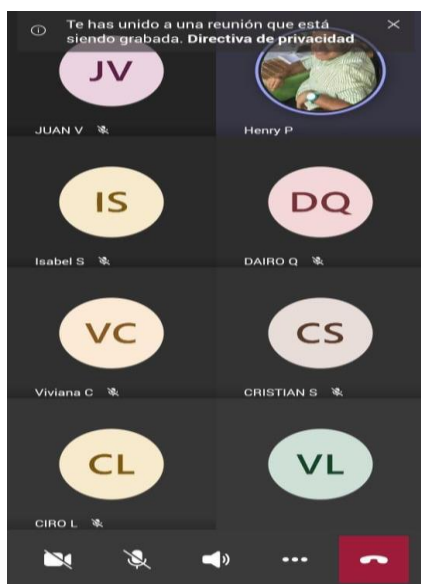 Te has unido a una reunión que está
siendo grabada. Directiva de privacidad
JV
JUAN V
Henry P
IS
Isabel S
DQ
DAIRO Q
VC
Viviana C
CS
CRISTIAN S
CL
CIRO L
VL